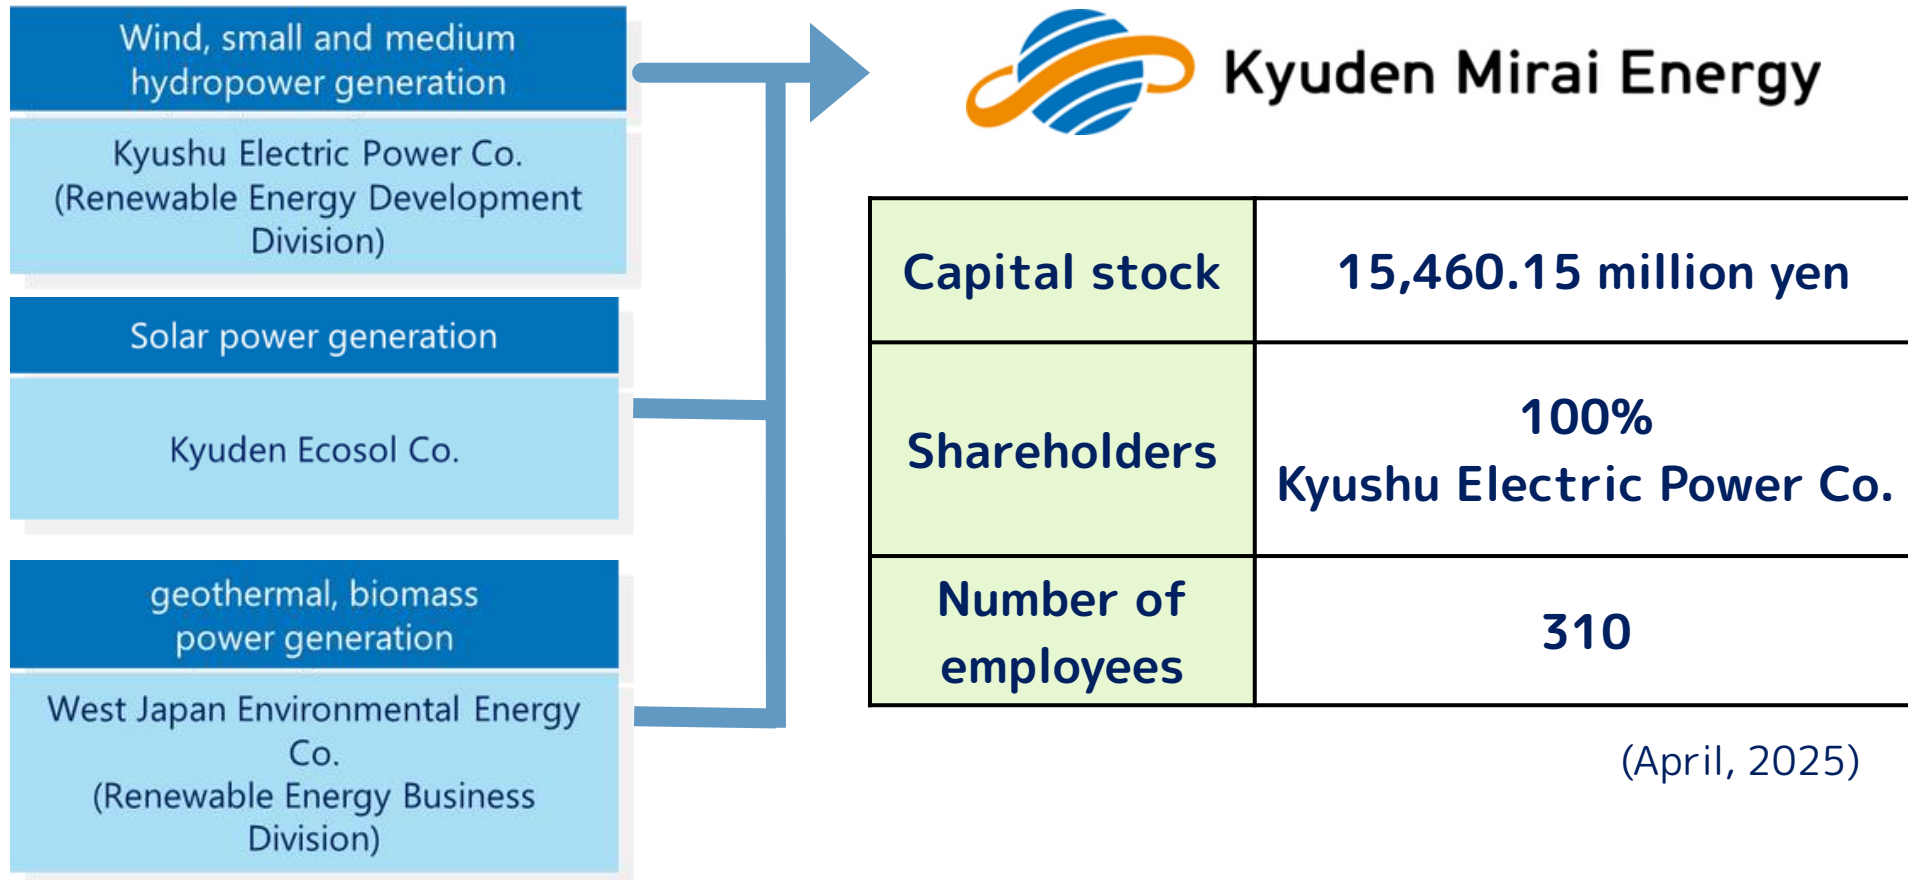 Wind, small and medium
hydropower generation
Kyushu Electric Power Co.
(Renewable Energy Development
Division)
Solar power generation
Kyuden Ecosol Co.
geothermal, biomass
power generation
West Japan Environmental Energy
Co.
(Renewable Energy Business
Division)
Kyuden Mirai Energy
Capital stock
15,460.15 million yen
Shareholders
100%
Kyushu Electric Power Co.
Number of
employees
310
(April, 2025)